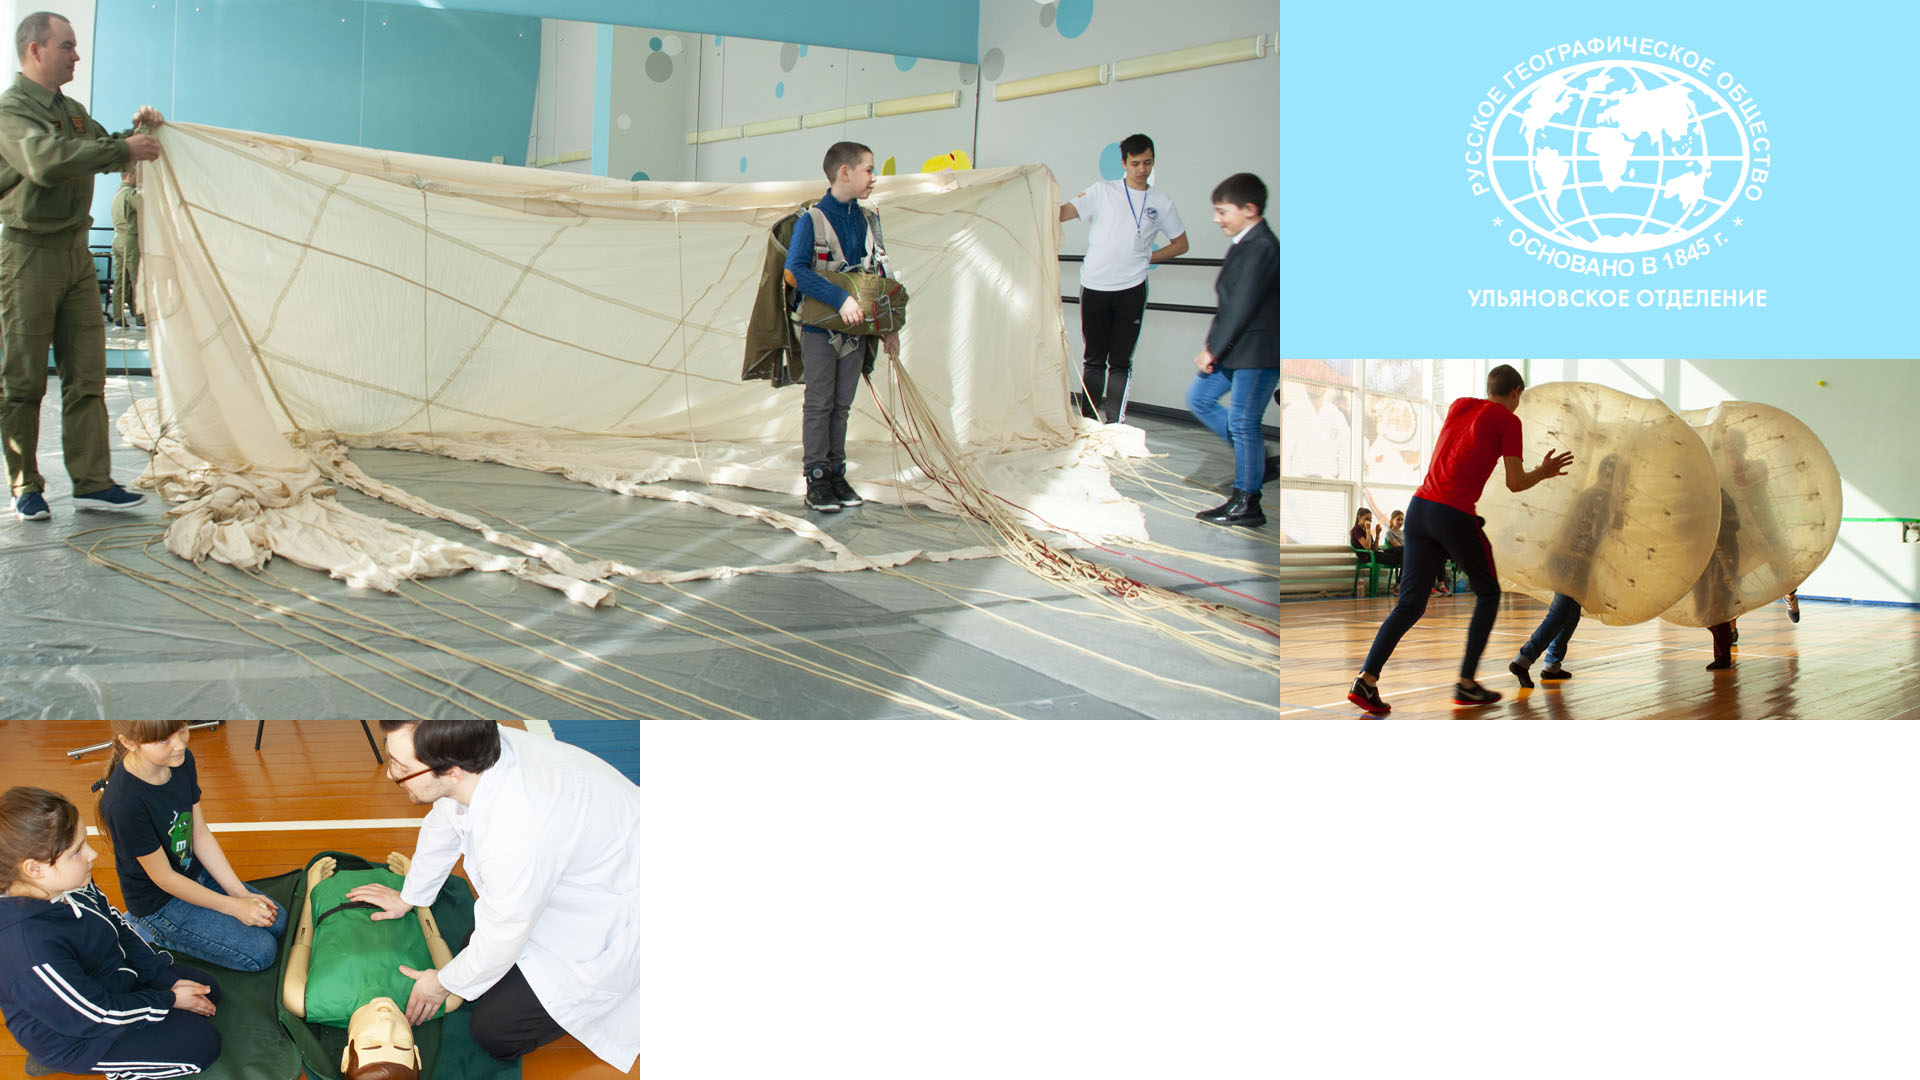 РУССКОЕ ГЕОГРАФИЧЕСКОЕ ОБЩЕСТВО
* ОСНОВАНО В 1845 г. *
УЛЬЯНОВСКОЕ ОТДЕЛЕНИЕ
m